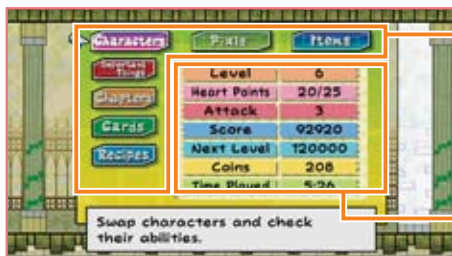 Characters Pixls Items
Important Things
Chapters
Cards
Recipes
Level 6
Heart Points 20/25
Attack 3
Score 92920
Next Level 120000
Coins 208
Time Played 5:26
Swap characters and check
their abilities.